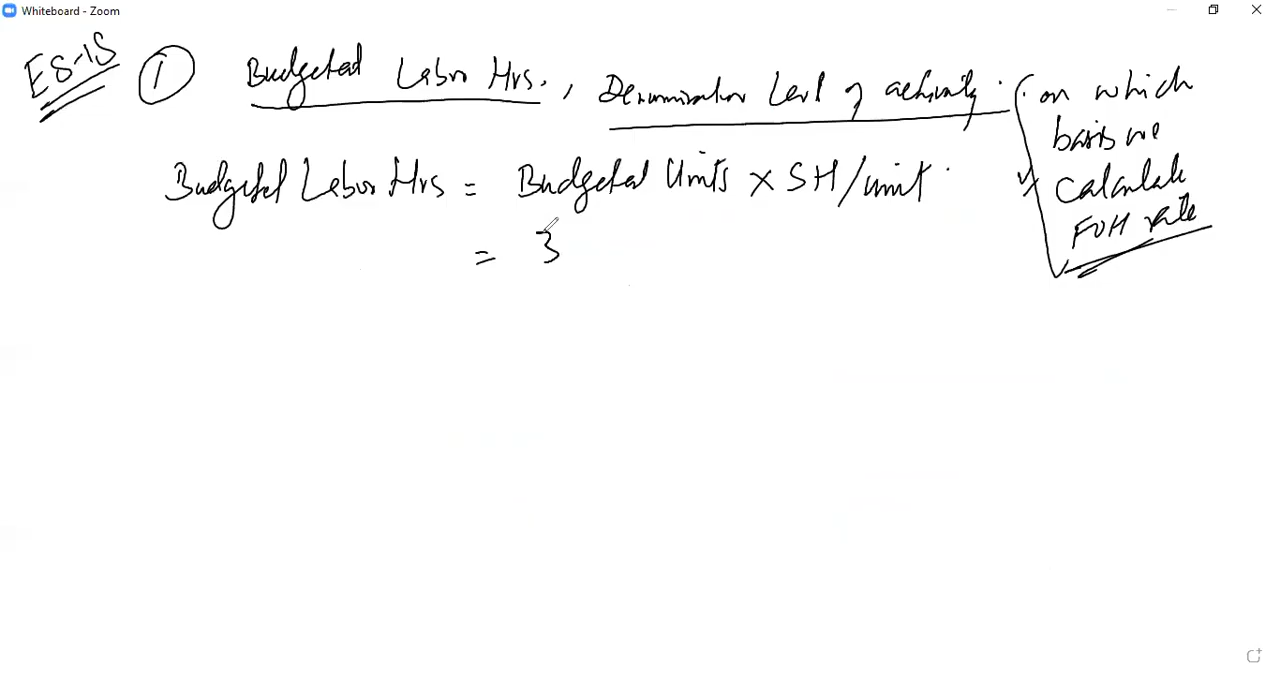 Whiteboard - Zoom
E8-15 ① Budgeted Labor Hrs. , Denominator Level of activity . (. on which
basis we
Budgeted Labor Hrs = Budgeted Units × SH/unit .
calculate
FOH rate
= 3